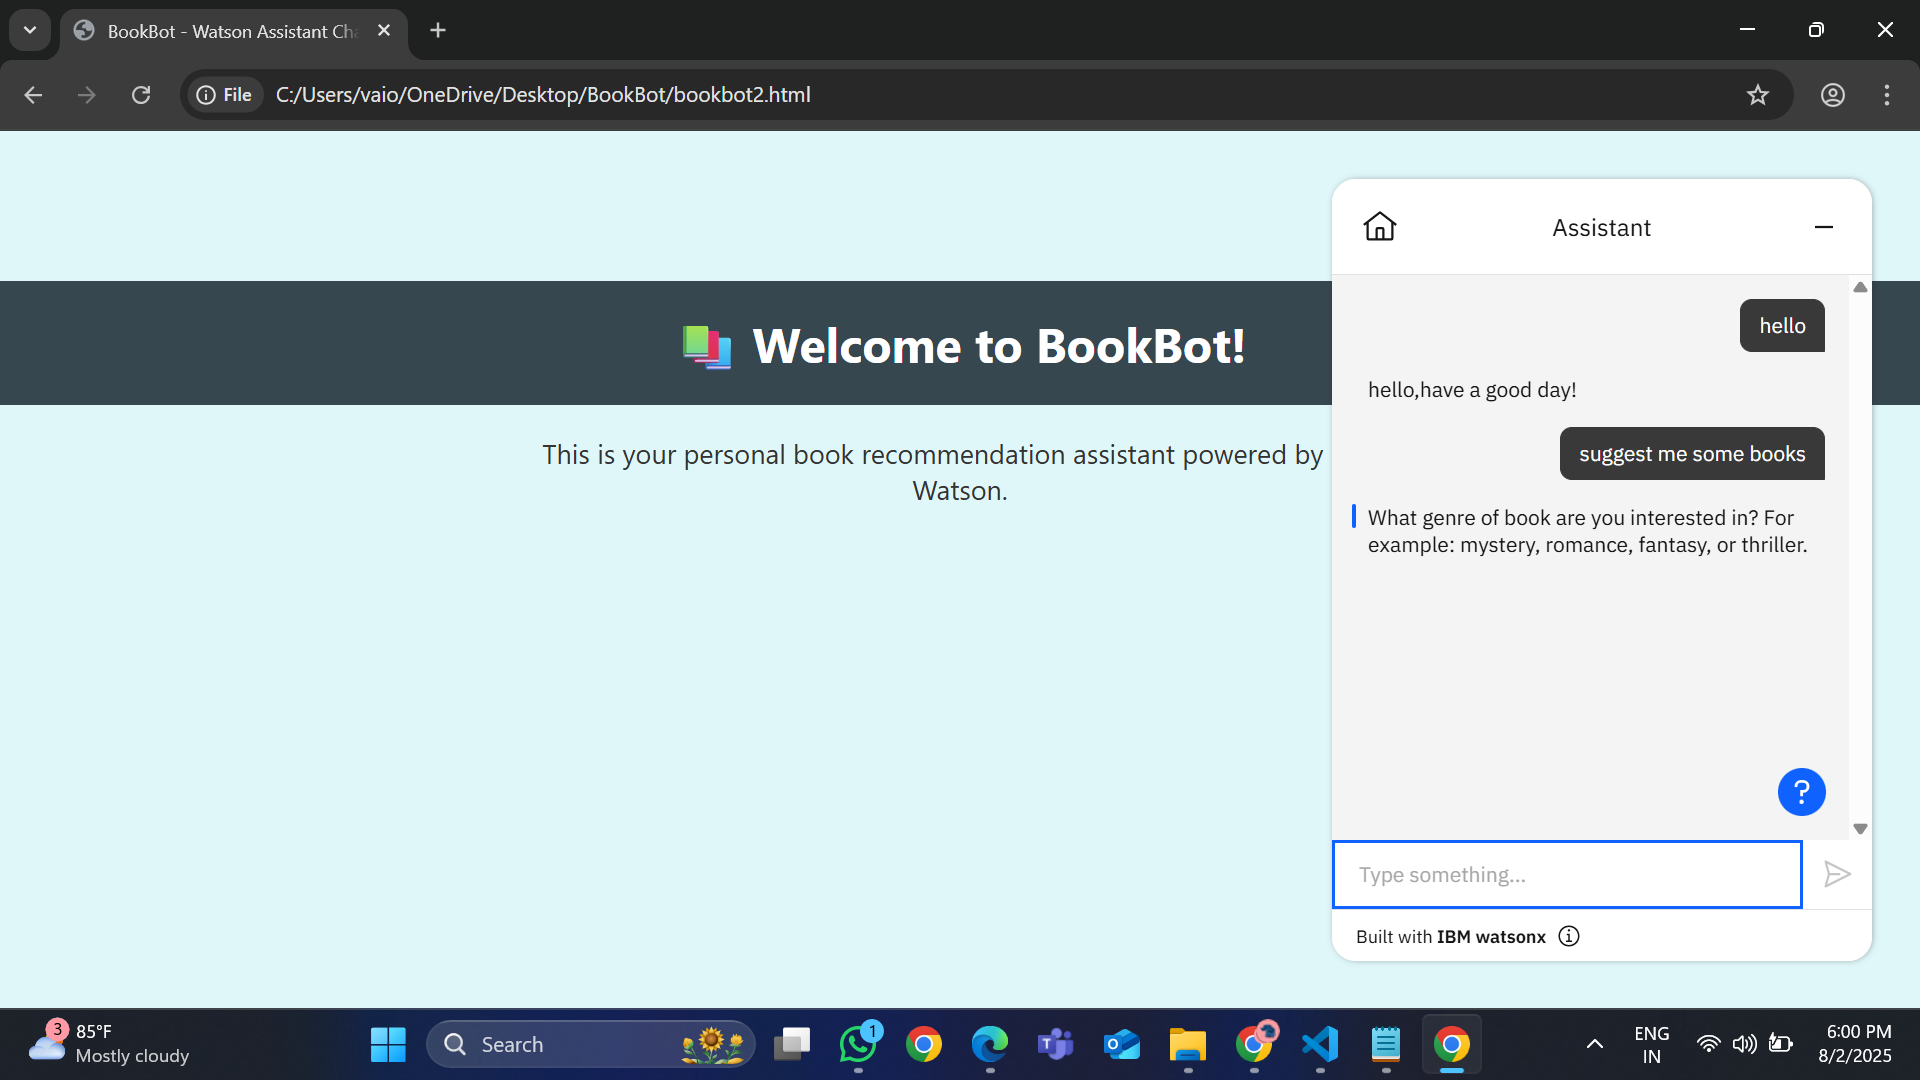 BookBot - Watson Assistant Ch
File
C:/Users/vaio/OneDrive/Desktop/BookBot/bookbot2.html
Welcome to BookBot!
This is your personal book recommendation assistant powered by
Watson.
Assistant
hello
hello,have a good day!
suggest me some books
What genre of book are you interested in? For
example: mystery, romance, fantasy, or thriller.
?
Type something...
Built with IBM watsonx
3
85°F
Mostly cloudy
Search
1
ENG
IN
6:00 PM
8/2/2025